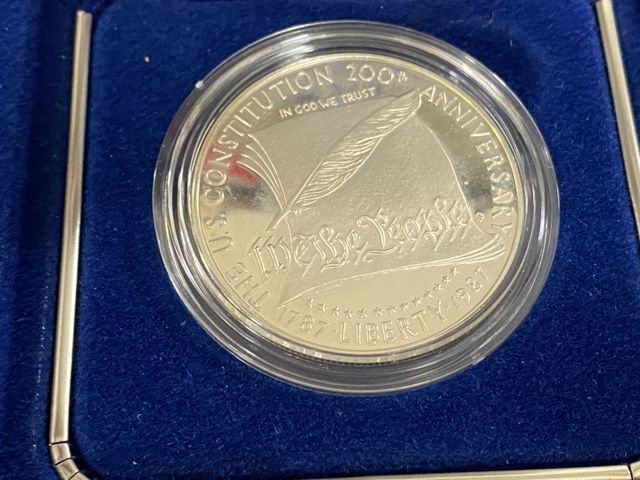 THE U.S. CONSTITUTION 200th ANNIVERSARY
IN GOD WE TRUST
We the People
1787 · LIBERTY · 1987